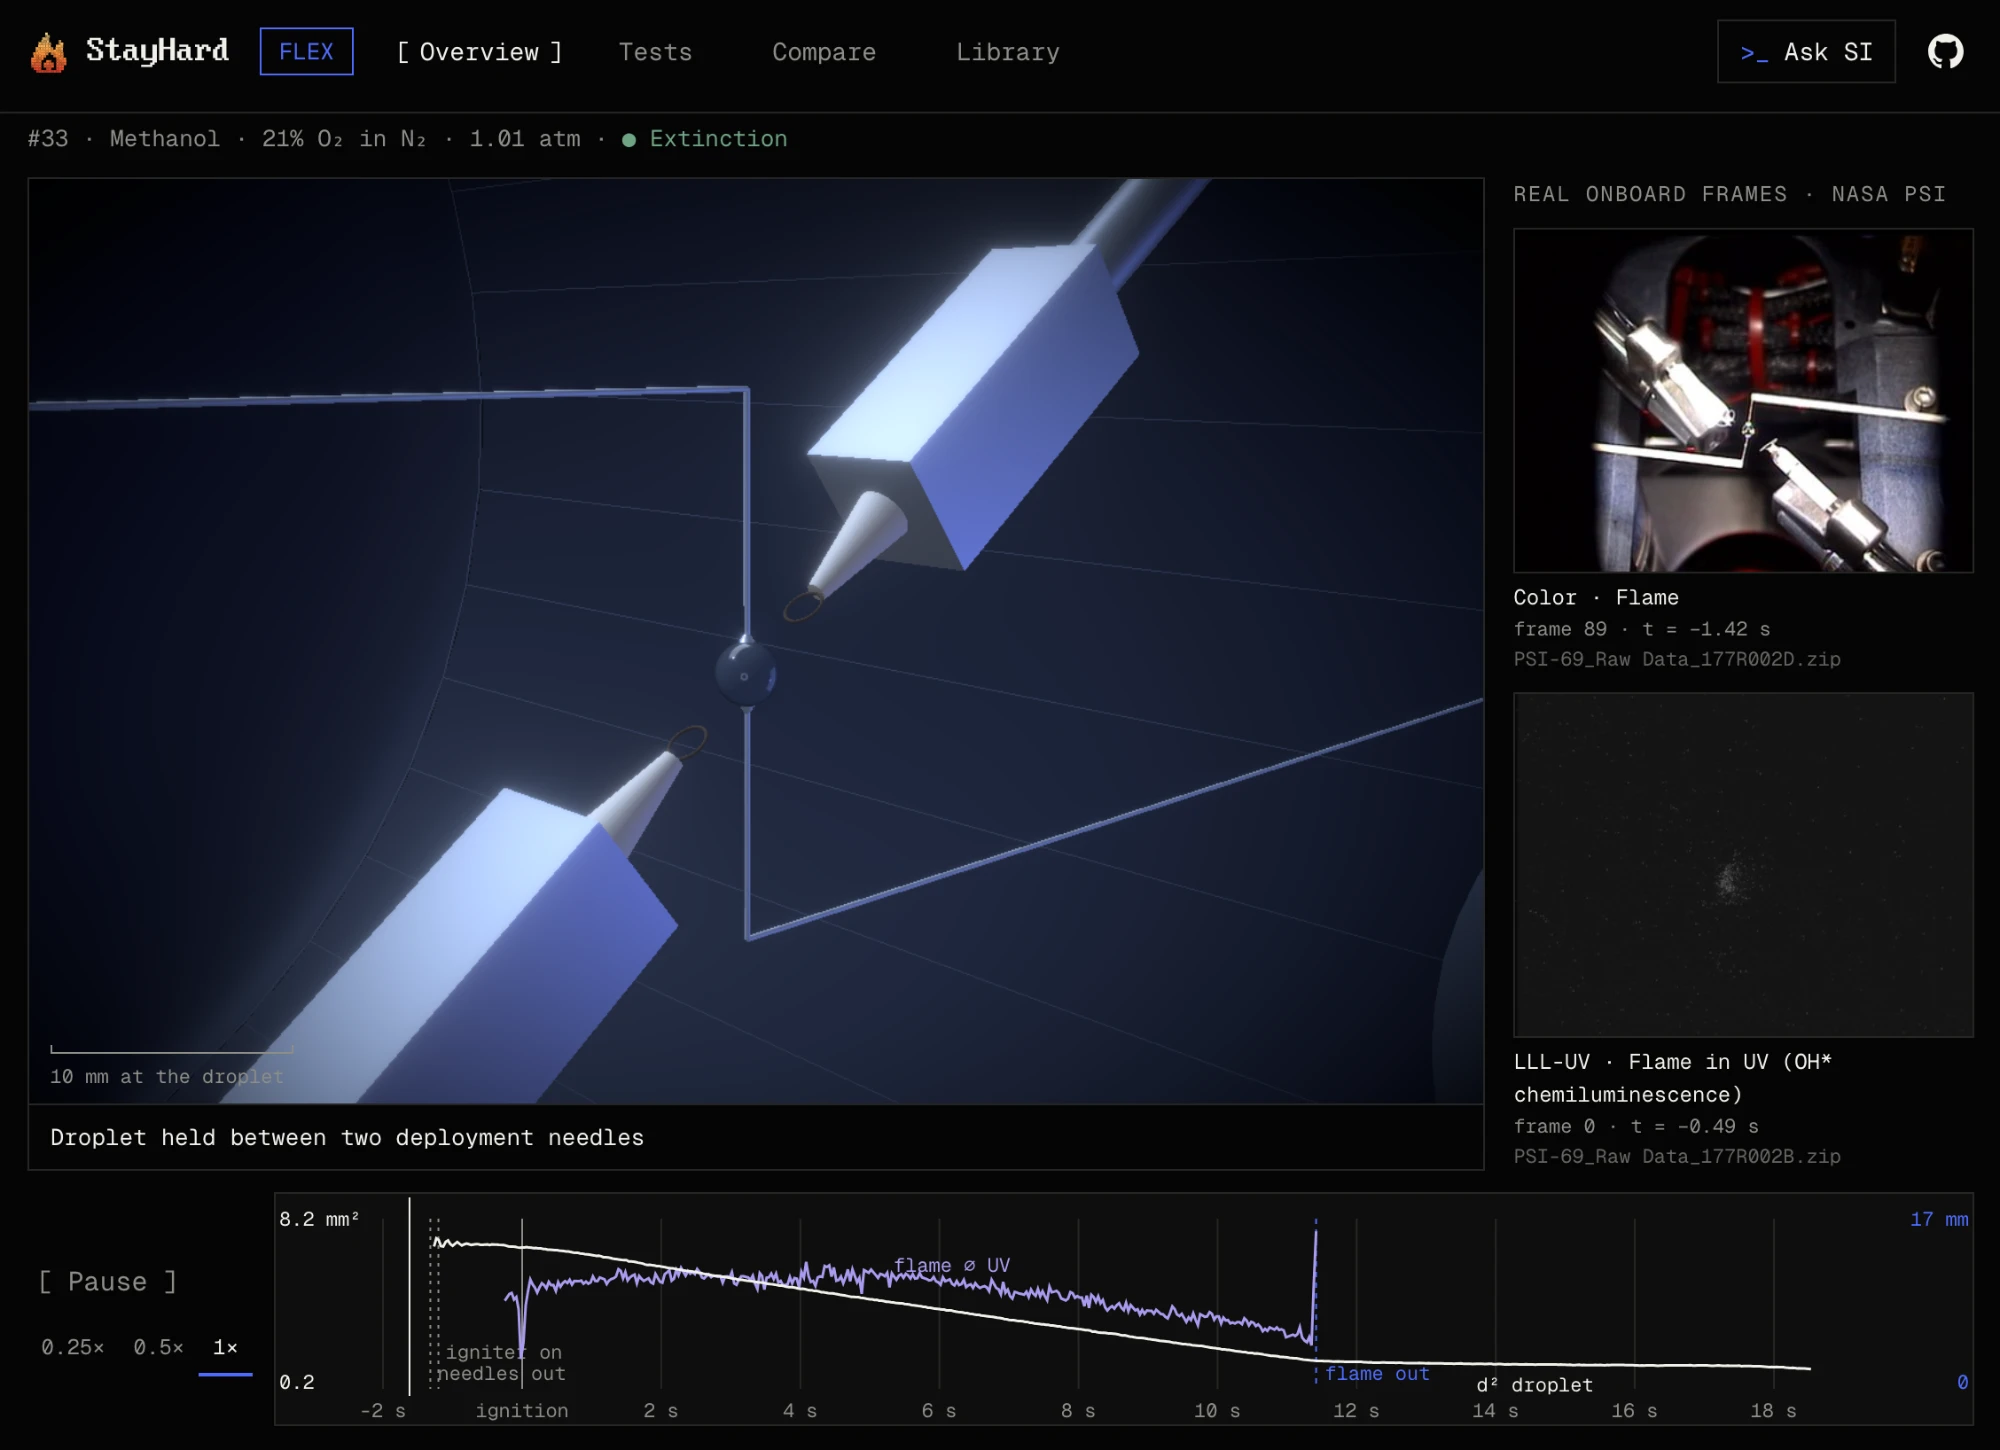 StayHard
FLEX
[ Overview ]
Tests
Compare
Library
>_ Ask SI
#33 · Methanol · 21% O₂ in N₂ · 1.01 atm · ● Extinction
REAL ONBOARD FRAMES · NASA PSI
Color · Flame
frame 89 · t = −1.42 s
PSI-69_Raw Data_177R002D.zip
LLL-UV · Flame in UV (OH*
chemiluminescence)
frame 0 · t = −0.49 s
PSI-69_Raw Data_177R002B.zip
10 mm at the droplet
Droplet held between two deployment needles
[ Pause ]
0.25× 0.5× 1×
8.2 mm²
17 mm
flame ⌀ UV
igniter on
needles out
flame out
d² droplet
0.2
0
-2 s ignition 2 s 4 s 6 s 8 s 10 s 12 s 14 s 16 s 18 s